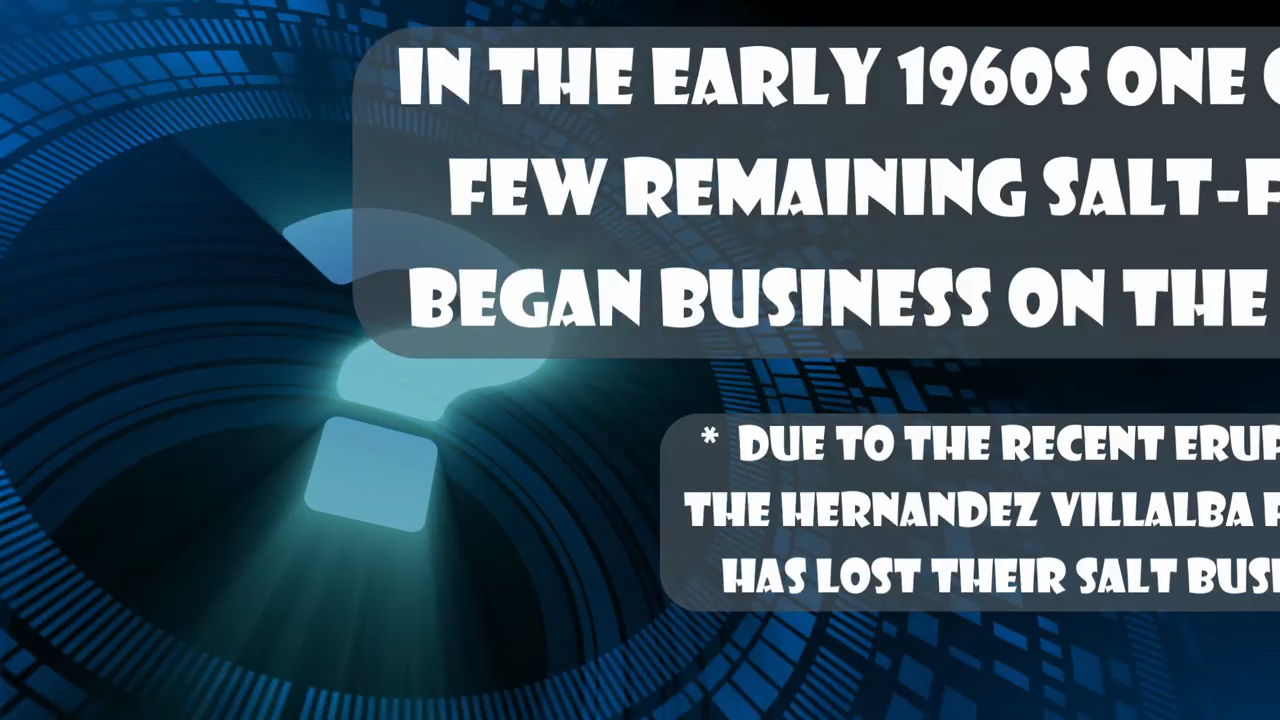 IN THE EARLY 1960S ONE
FEW REMAINING SALT-
BEGAN BUSINESS ON THE
* DUE TO THE RECENT
THE HERNANDEZ VILLALBA
HAS LOST THEIR SALT